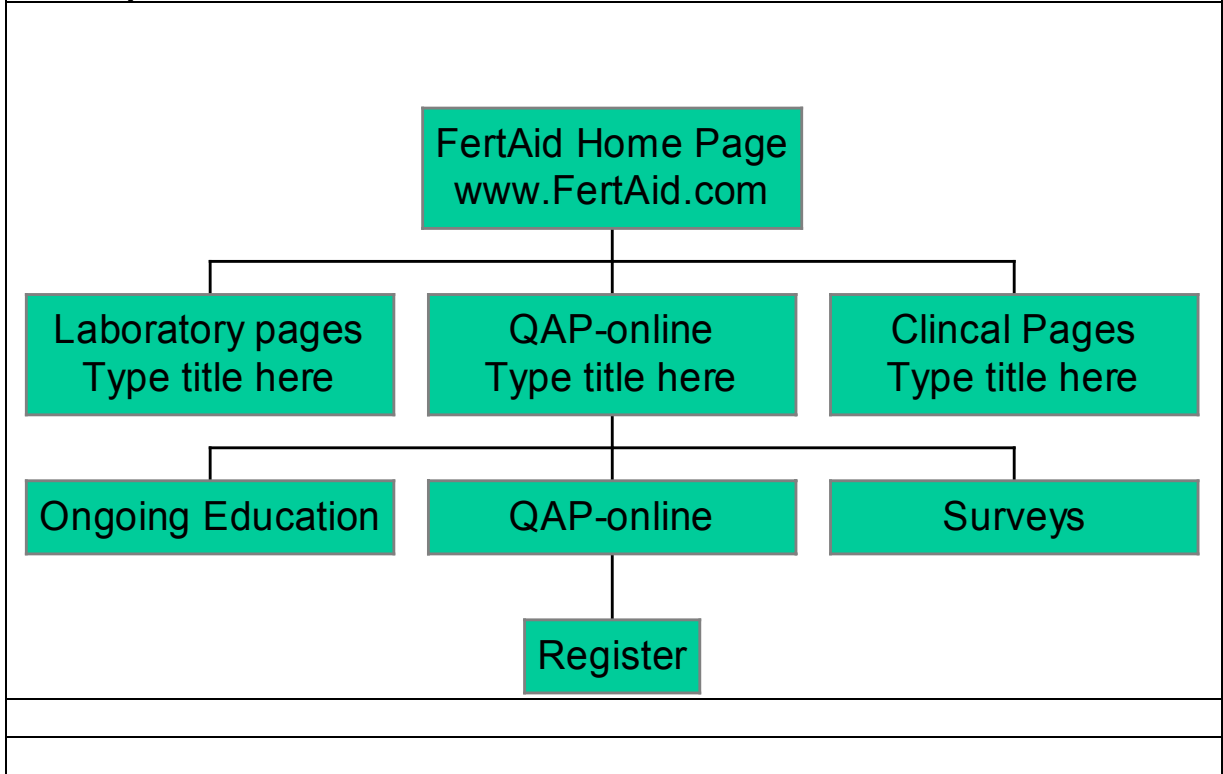 FertAid Home Page
www.FertAid.com
Laboratory pages
Type title here
QAP-online
Type title here
Clincal Pages
Type title here
Ongoing Education
QAP-online
Surveys
Register